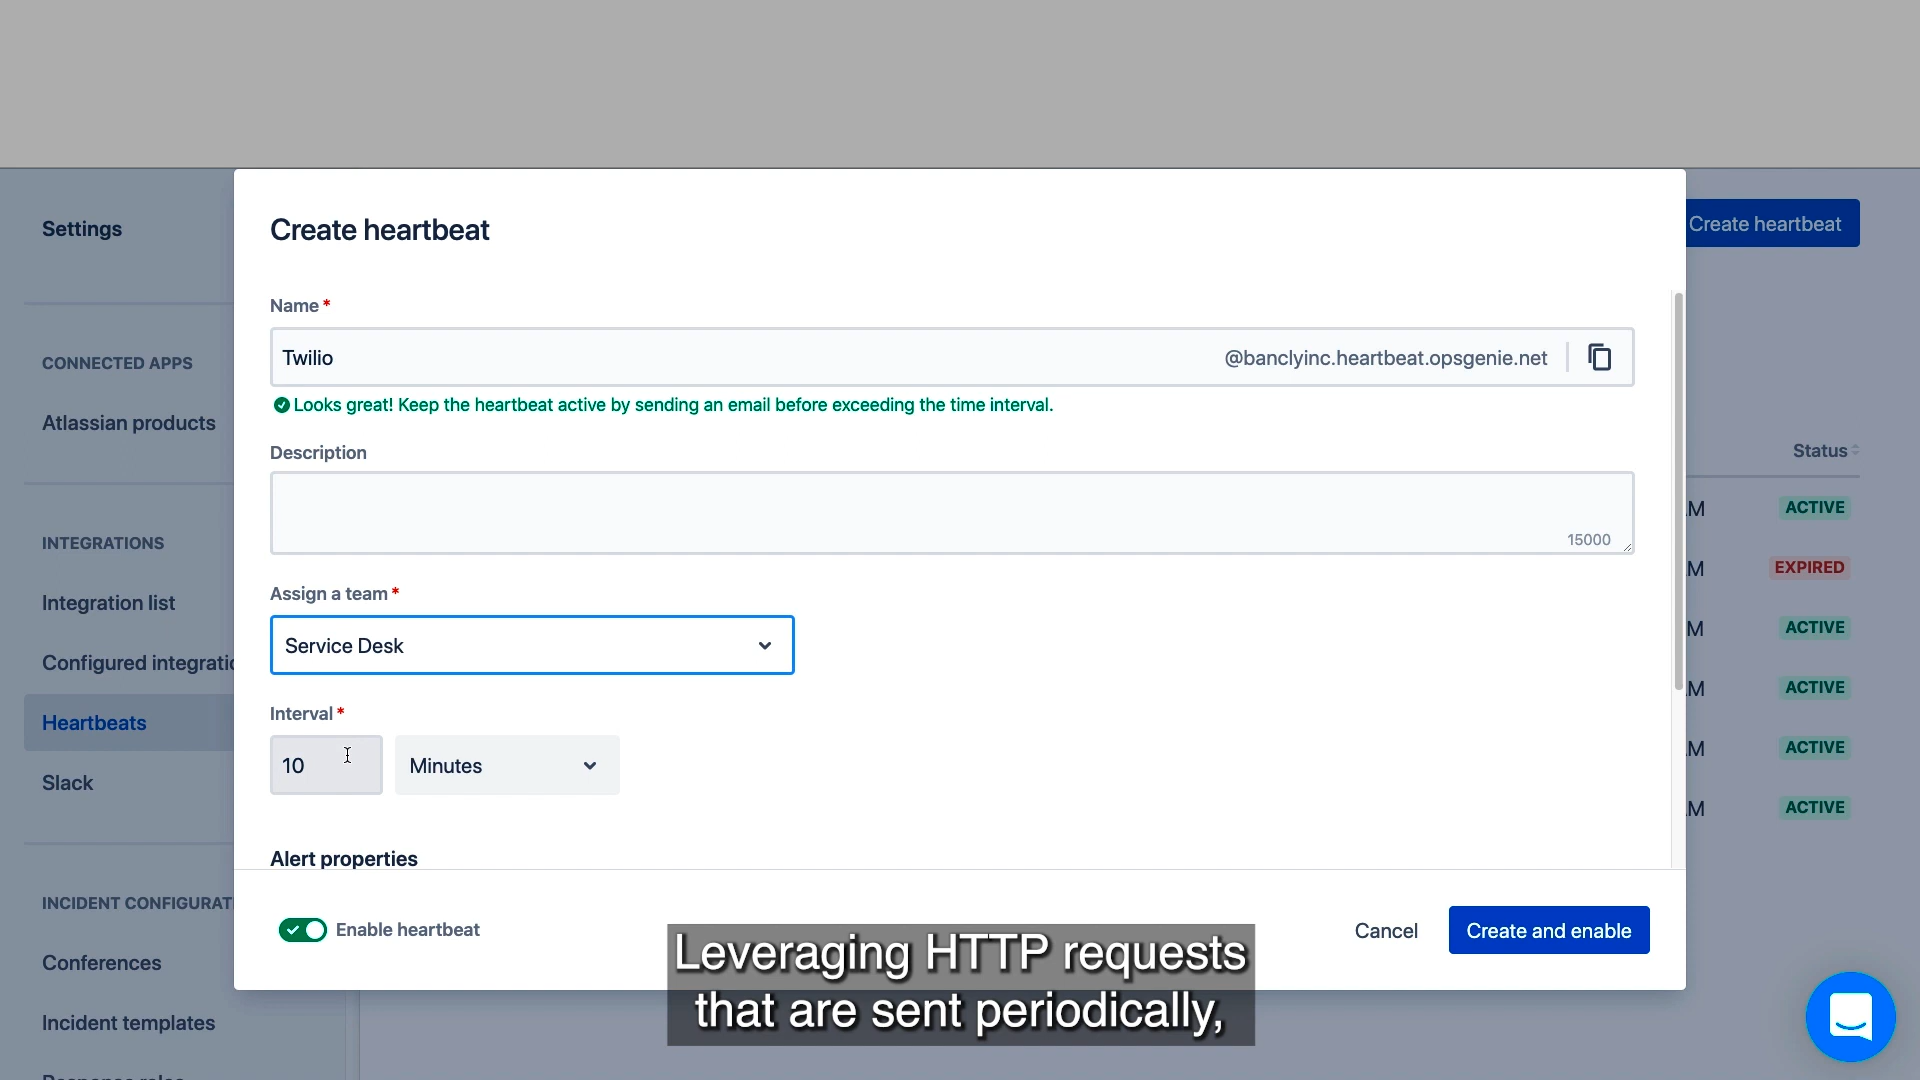 Settings
CONNECTED APPS
Atlassian products
INTEGRATIONS
Integration list
Configured integratio
Heartbeats
Slack
INCIDENT CONFIGURAT
Conferences
Incident templates
Create heartbeat
Name *
Twilio @banclyinc.heartbeat.opsgenie.net
Looks great! Keep the heartbeat active by sending an email before exceeding the time interval.
Description
15000
Assign a team *
Service Desk
Interval *
10 Minutes
Alert properties
Enable heartbeat
Cancel Create and enable
Create heartbeat
Status
M ACTIVE
M EXPIRED
M ACTIVE
M ACTIVE
M ACTIVE
M ACTIVE
Leveraging HTTP requests
that are sent periodically,